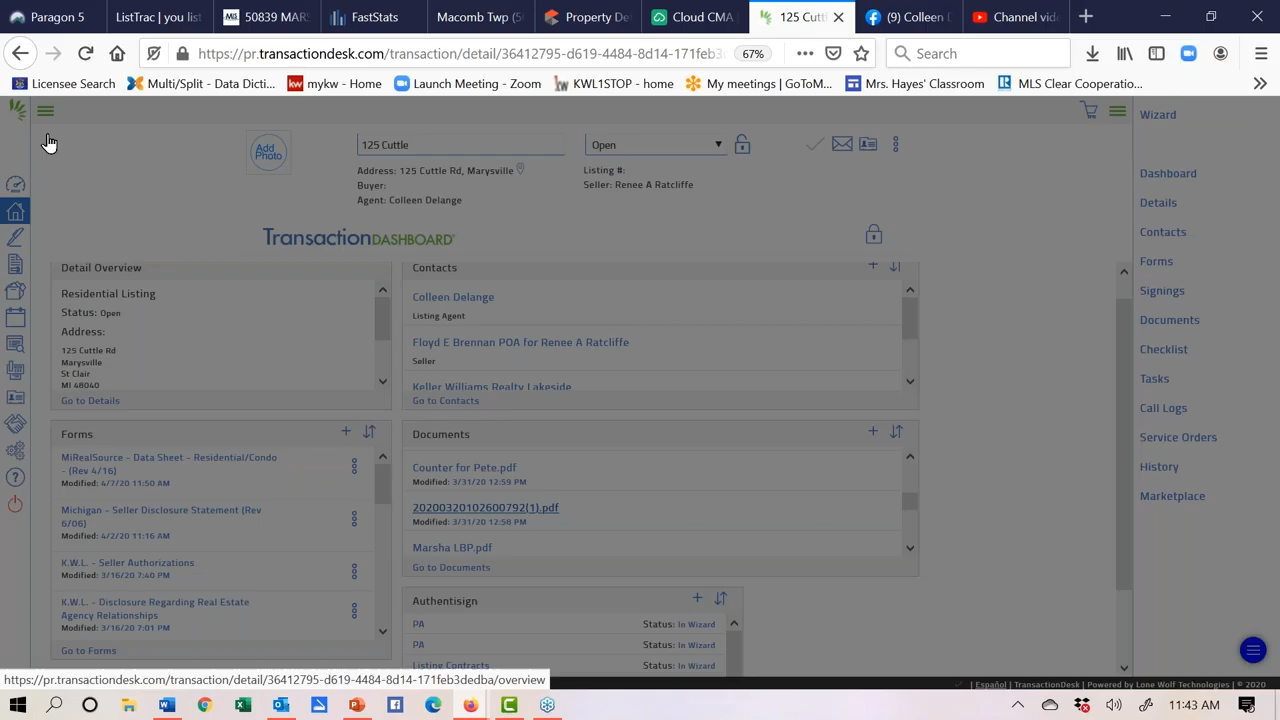 Paragon 5
ListTrac | you list
MLS 50839 MARS
FastStats
Macomb Twp (5
Property De
Cloud CMA
125 Cuttl
(9) Colleen D
Channel vide
https://pr.transactiondesk.com/transaction/detail/36412795-d619-4484-8d14-171feb3
67%
Search
Licensee Search
Multi/Split - Data Dicti...
kw mykw - Home
Launch Meeting - Zoom
KWL1STOP - home
My meetings | GoToM...
Mrs. Hayes' Classroom
MLS Clear Cooperatio...
Wizard
Add Photo
125 Cuttle
Open
Address: 125 Cuttle Rd, Marysville
Listing #:
Buyer:
Seller: Renee A Ratcliffe
Agent: Colleen Delange
TransactionDASHBOARD
Dashboard
Details
Contacts
Forms
Signings
Documents
Checklist
Tasks
Call Logs
Service Orders
History
Marketplace
Detail Overview
Residential Listing
Status: Open
Address:
125 Cuttle Rd
Marysville
St Clair
MI 48040
Go to Details
Contacts
Colleen Delange
Listing Agent
Floyd E Brennan POA for Renee A Ratcliffe
Seller
Keller Williams Realty Lakeside
Go to Contacts
Forms
MiRealSource - Data Sheet - Residential/Condo
- (Rev 4/16)
Modified: 4/7/20 11:50 AM
Michigan - Seller Disclosure Statement (Rev
6/06)
Modified: 4/2/20 11:16 AM
K.W.L. - Seller Authorizations
Modified: 3/16/20 7:40 PM
K.W.L. - Disclosure Regarding Real Estate
Agency Relationships
Modified: 3/16/20 7:01 PM
Go to Forms
Documents
Counter for Pete.pdf
Modified: 3/31/20 12:59 PM
20200320102600792(1).pdf
Modified: 3/31/20 12:58 PM
Marsha LBP.pdf
Go to Documents
Authentisign
PA Status: In Wizard
PA Status: In Wizard
Listing Contracts Status: In Wizard
https://pr.transactiondesk.com/transaction/detail/36412795-d619-4484-8d14-171feb3dedba/overview
| Español | TransactionDesk | Powered by Lone Wolf Technologies | © 2020
11:43 AM